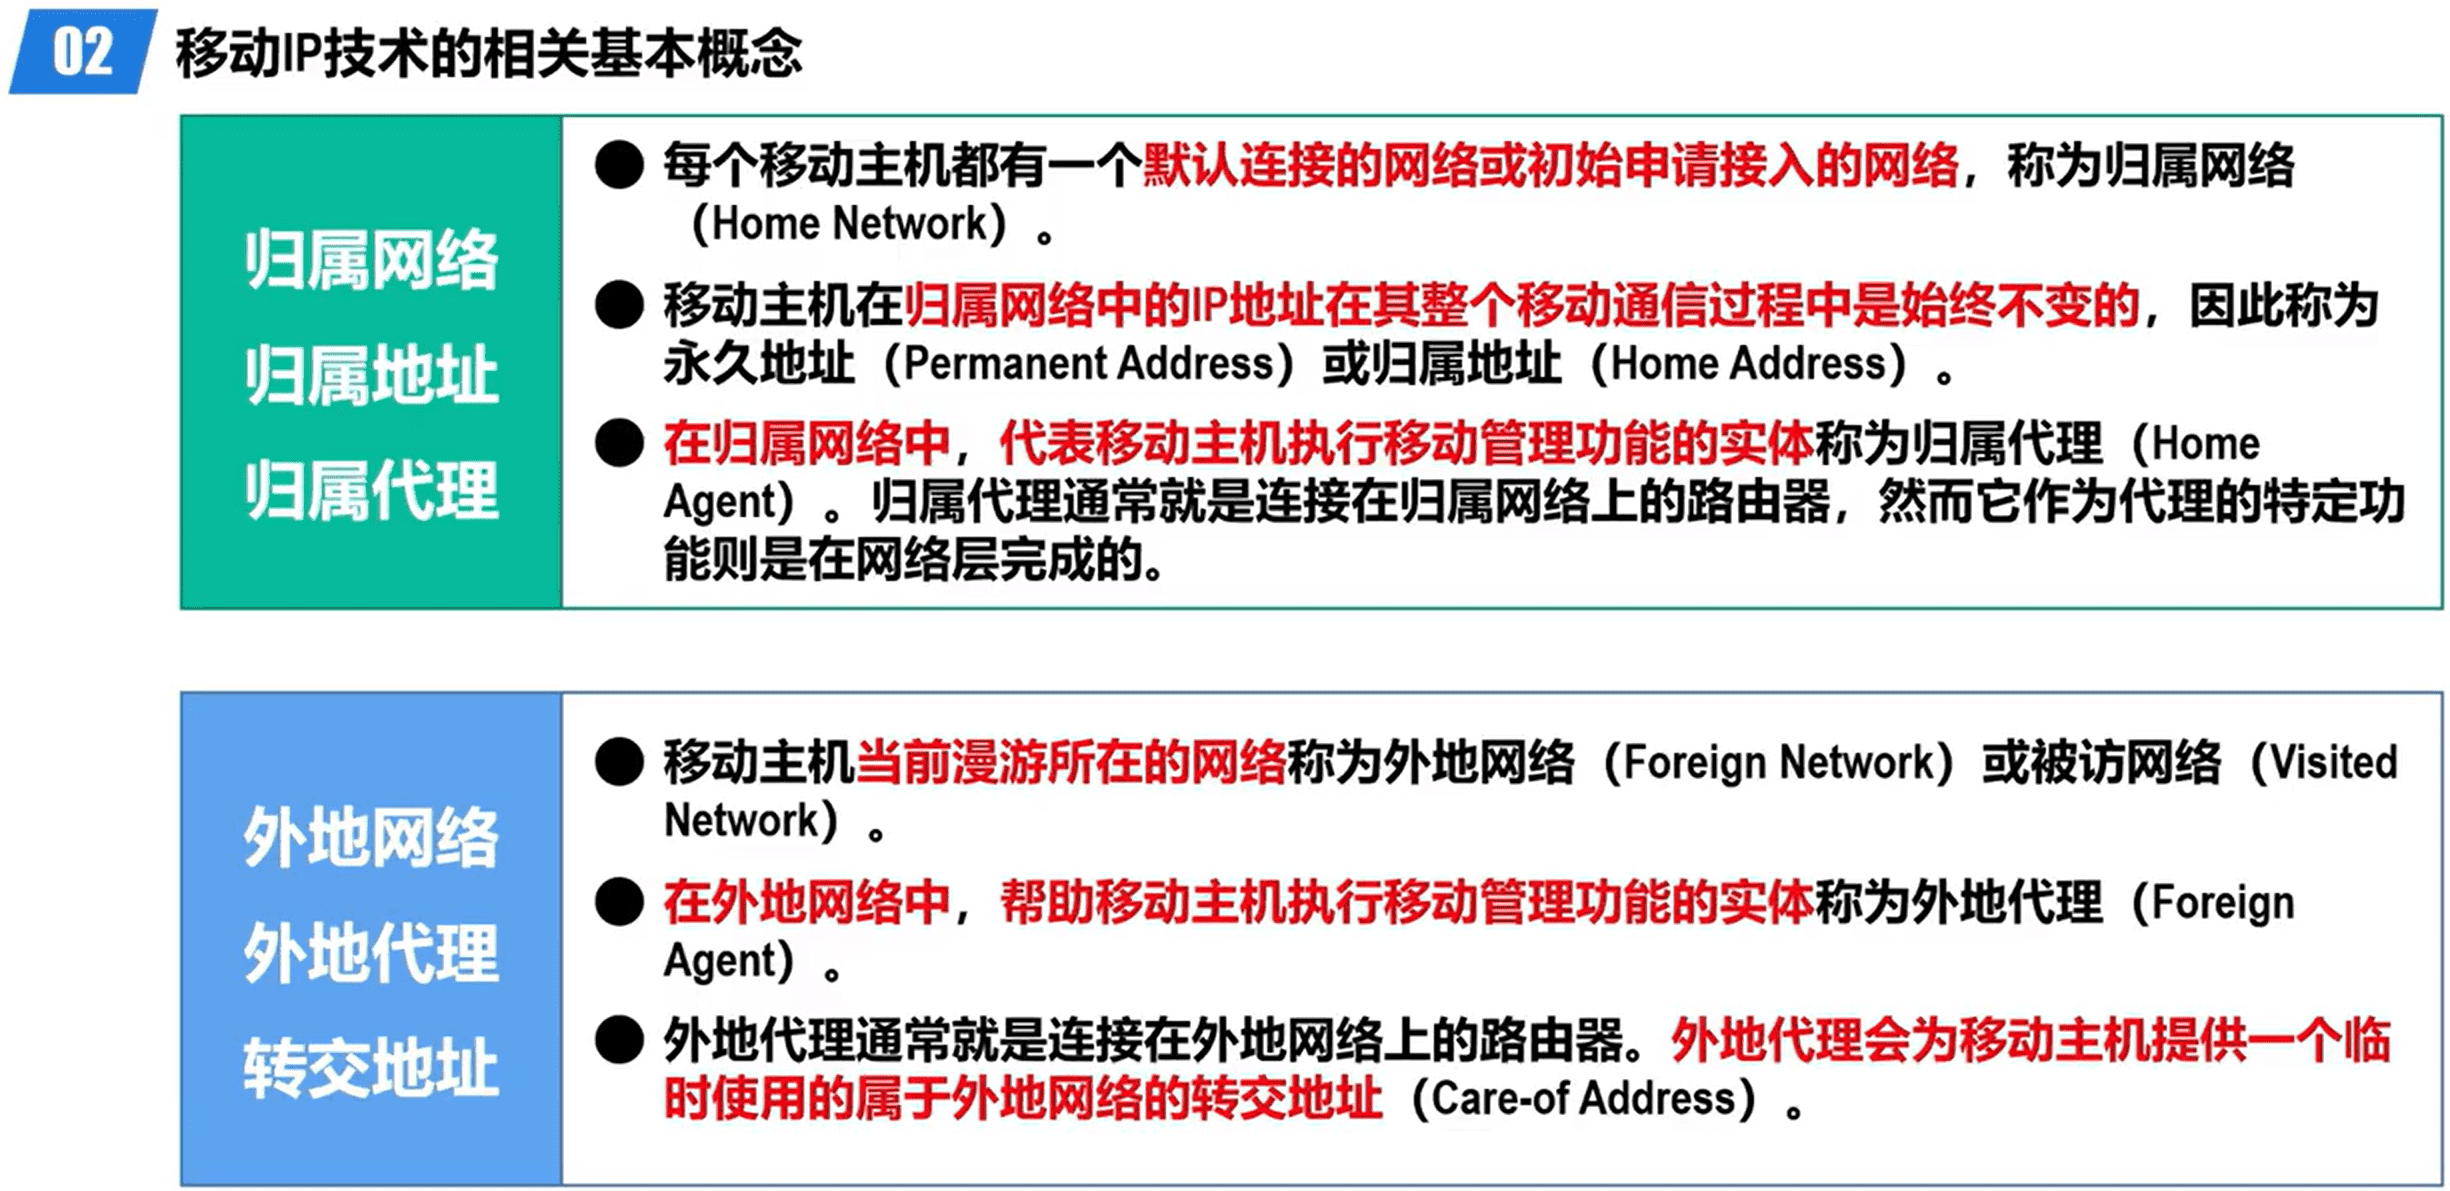 02 移动IP技术的相关基本概念
归属网络
归属地址
归属代理
● 每个移动主机都有一个默认连接的网络或初始申请接入的网络，称为归属网络
（Home Network）。
● 移动主机在归属网络中的IP地址在其整个移动通信过程中是始终不变的，因此称为
永久地址（Permanent Address）或归属地址（Home Address）。
● 在归属网络中，代表移动主机执行移动管理功能的实体称为归属代理（Home
Agent）。归属代理通常就是连接在归属网络上的路由器，然而它作为代理的特定功
能则是在网络层完成的。
外地网络
外地代理
转交地址
● 移动主机当前漫游所在的网络称为外地网络（Foreign Network）或被访网络（Visited
Network）。
● 在外地网络中，帮助移动主机执行移动管理功能的实体称为外地代理（Foreign
Agent）。
● 外地代理通常就是连接在外地网络上的路由器。外地代理会为移动主机提供一个临
时使用的属于外地网络的转交地址（Care-of Address）。